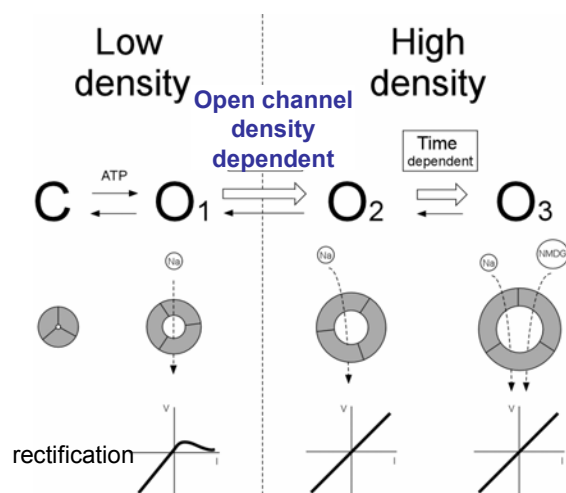 Low
density
High
density
Open channel
density
dependent
Time
dependent
C
ATP
O1
O2
O3
Na
Na
Na
NMDG
rectification
V
I
V
I
V
I